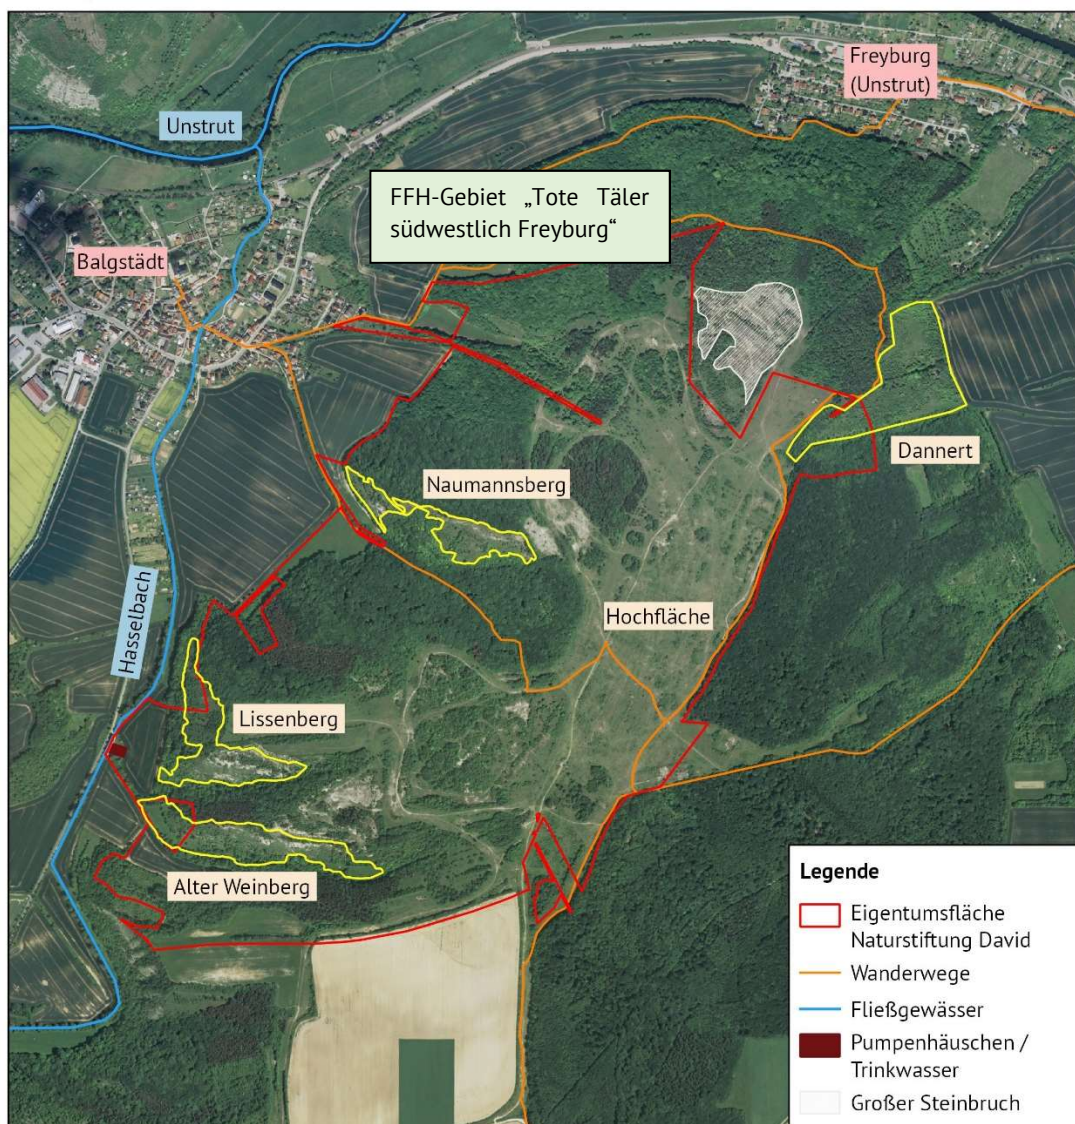 Freyburg
(Unstrut)
Unstrut
FFH-Gebiet „Tote Täler
südwestlich Freyburg“
Balgstädt
Dannert
Naumannsberg
Hochfläche
Hasselbach
Lissenberg
Alter Weinberg
Legende
Eigentumsfläche
Naturstiftung David
Wanderwege
Fließgewässer
Pumpenhäuschen /
Trinkwasser
Großer Steinbruch